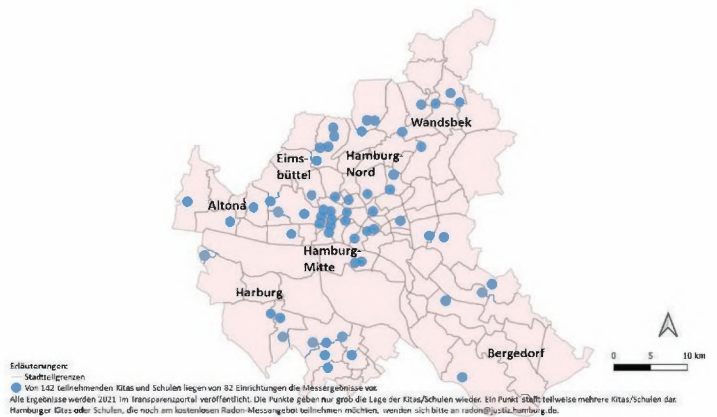 Wandsbek
Eims-
büttel
Hamburg-
Nord
Altona
Hamburg-
Mitte
Harburg
Bergedorf
0 5 10 km
Erläuterungen:
Stadtteilgrenzen
Von 142 teilnehmenden Kitas und Schulen liegen von 82 Einrichtungen die Messergebnisse vor.
Alle Ergebnisse werden 2021 im Transparenzportal veröffentlicht. Die Punkte geben nur grob die Lage der Kitas/Schulen wieder. Ein Punkt stellt teilweise mehrere Kitas/Schulen dar.
Hamburger Kitas oder Schulen, die noch am kostenlosen Radon-Messangebot teilnehmen möchten, wenden sich bitte an radon@justiz.hamburg.de.